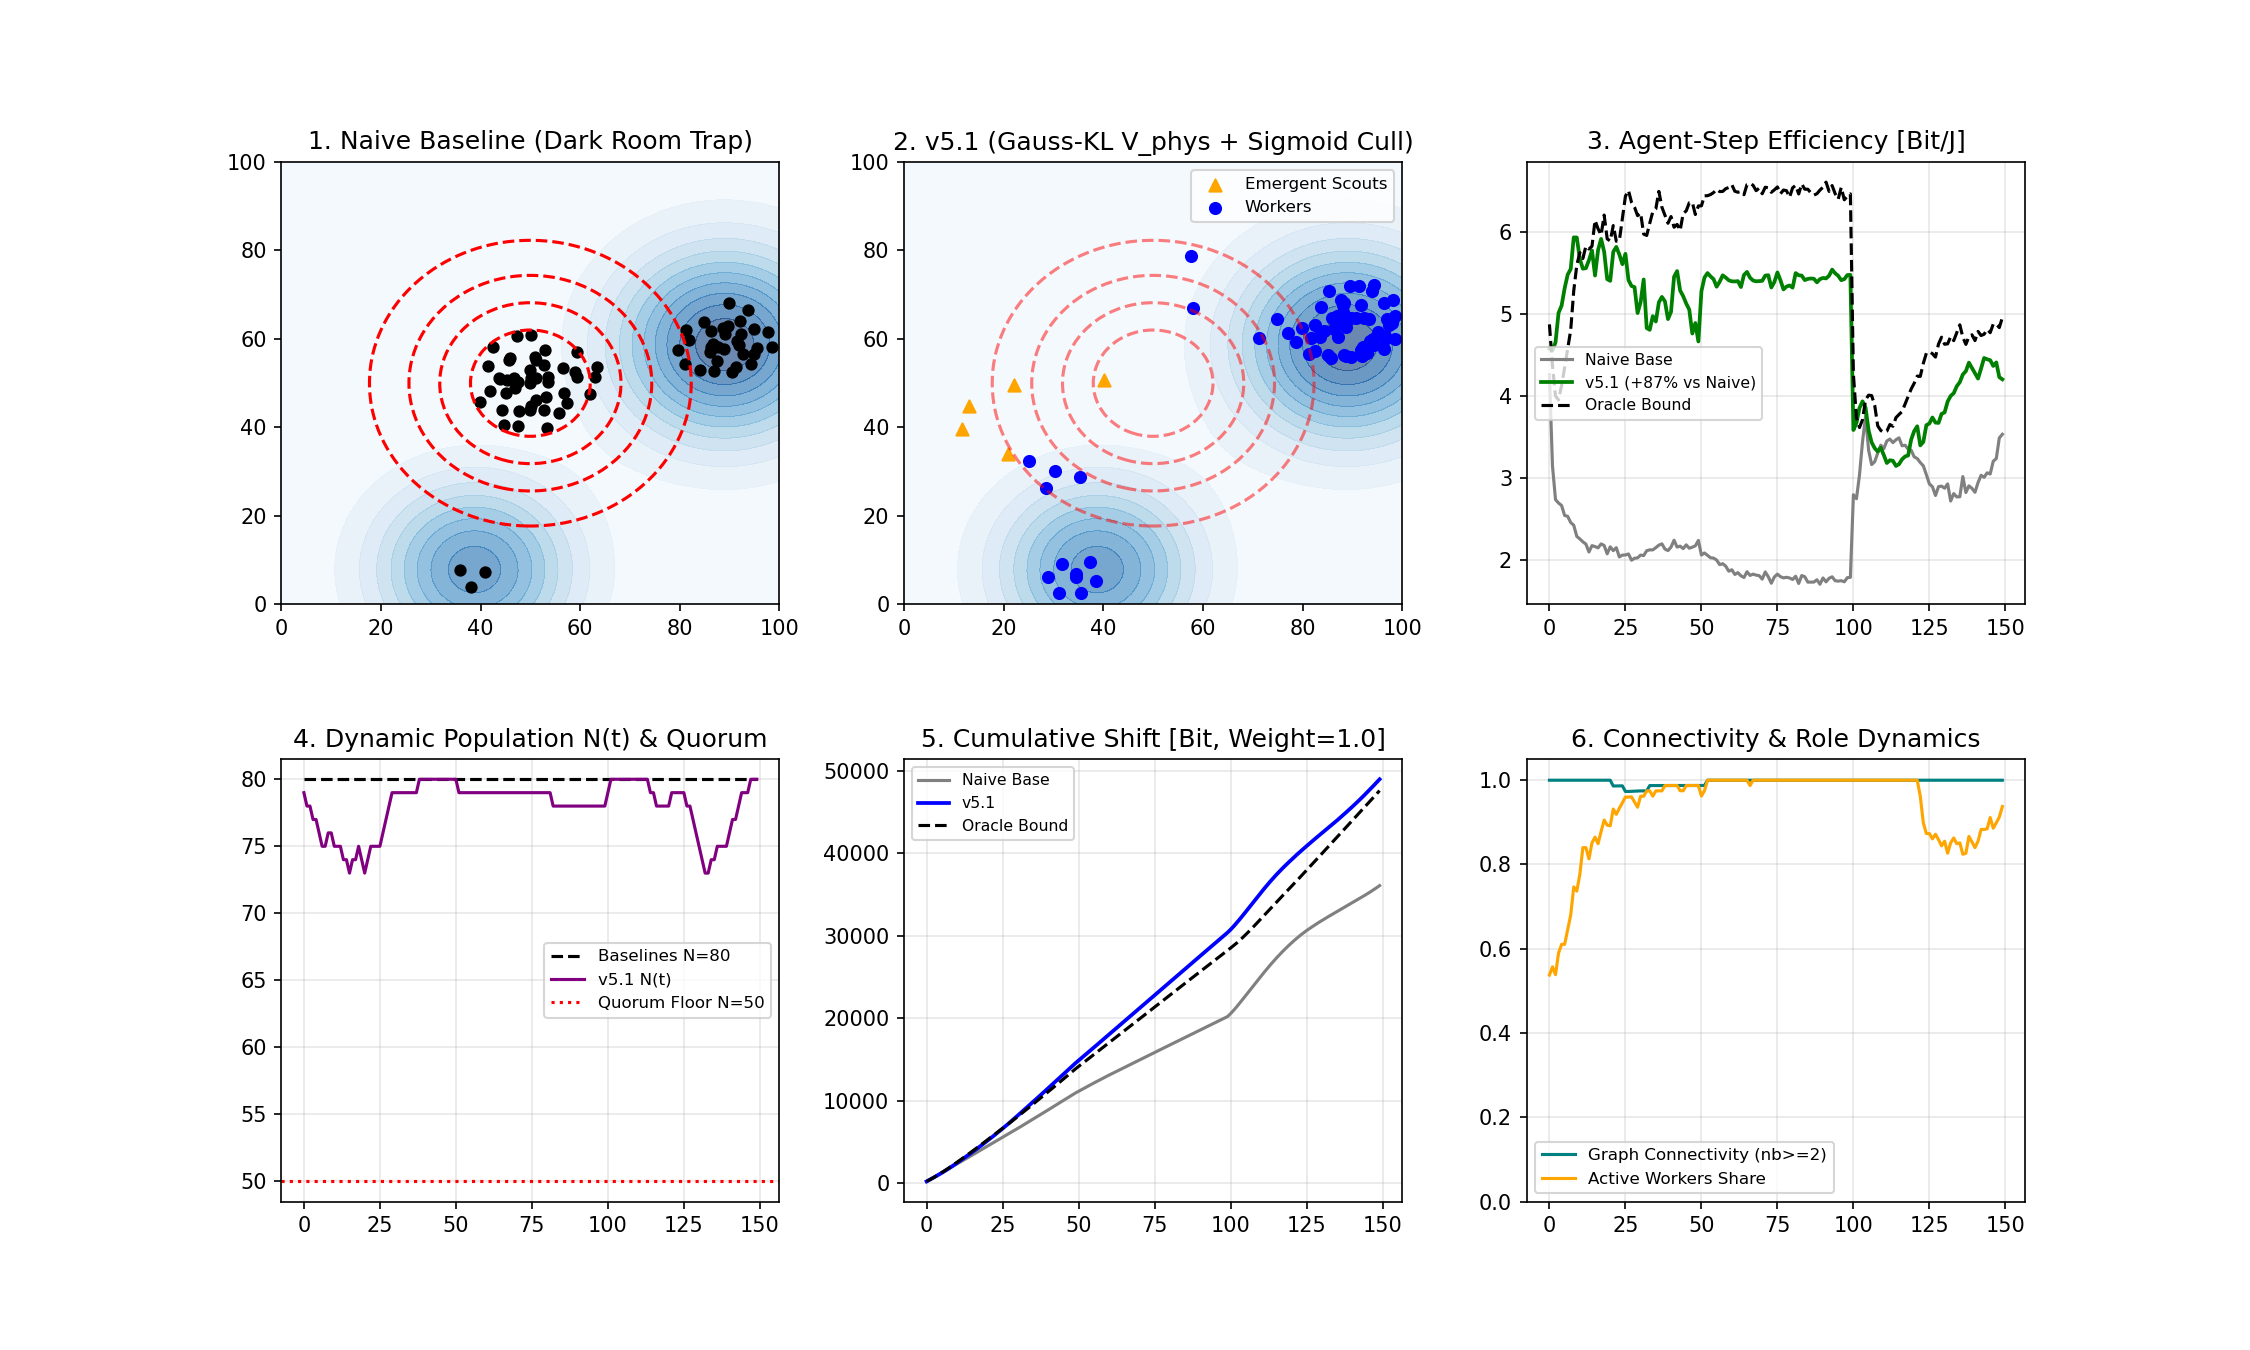 1. Naive Baseline (Dark Room Trap)
100
80
60
40
20
0
0 20 40 60 80 100
2. v5.1 (Gauss-KL V_phys + Sigmoid Cull)
Emergent Scouts
Workers
100
80
60
40
20
0
0 20 40 60 80 100
3. Agent-Step Efficiency [Bit/J]
Naive Base
v5.1 (+87% vs Naive)
Oracle Bound
6
5
4
3
2
0 25 50 75 100 125 150
4. Dynamic Population N(t) & Quorum
Baselines N=80
v5.1 N(t)
Quorum Floor N=50
80
75
70
65
60
55
50
0 25 50 75 100 125 150
5. Cumulative Shift [Bit, Weight=1.0]
Naive Base
v5.1
Oracle Bound
50000
40000
30000
20000
10000
0
0 25 50 75 100 125 150
6. Connectivity & Role Dynamics
Graph Connectivity (nb>=2)
Active Workers Share
1.0
0.8
0.6
0.4
0.2
0.0
0 25 50 75 100 125 150